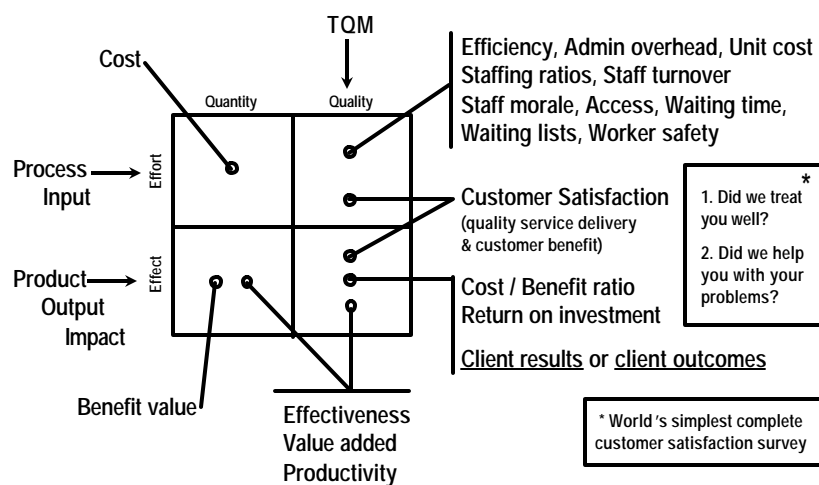 TQM
Cost
Quantity
Quality
Efficiency, Admin overhead, Unit cost
Staffing ratios, Staff turnover
Staff morale, Access, Waiting time,
Waiting lists, Worker safety
Process
Input
Effort
Customer Satisfaction
(quality service delivery
& customer benefit)
*
1. Did we treat
you well?
2. Did we help
you with your
problems?
Product
Output
Impact
Effect
Cost / Benefit ratio
Return on investment
Client results or client outcomes
Benefit value
Effectiveness
Value added
Productivity
* World's simplest complete
customer satisfaction survey